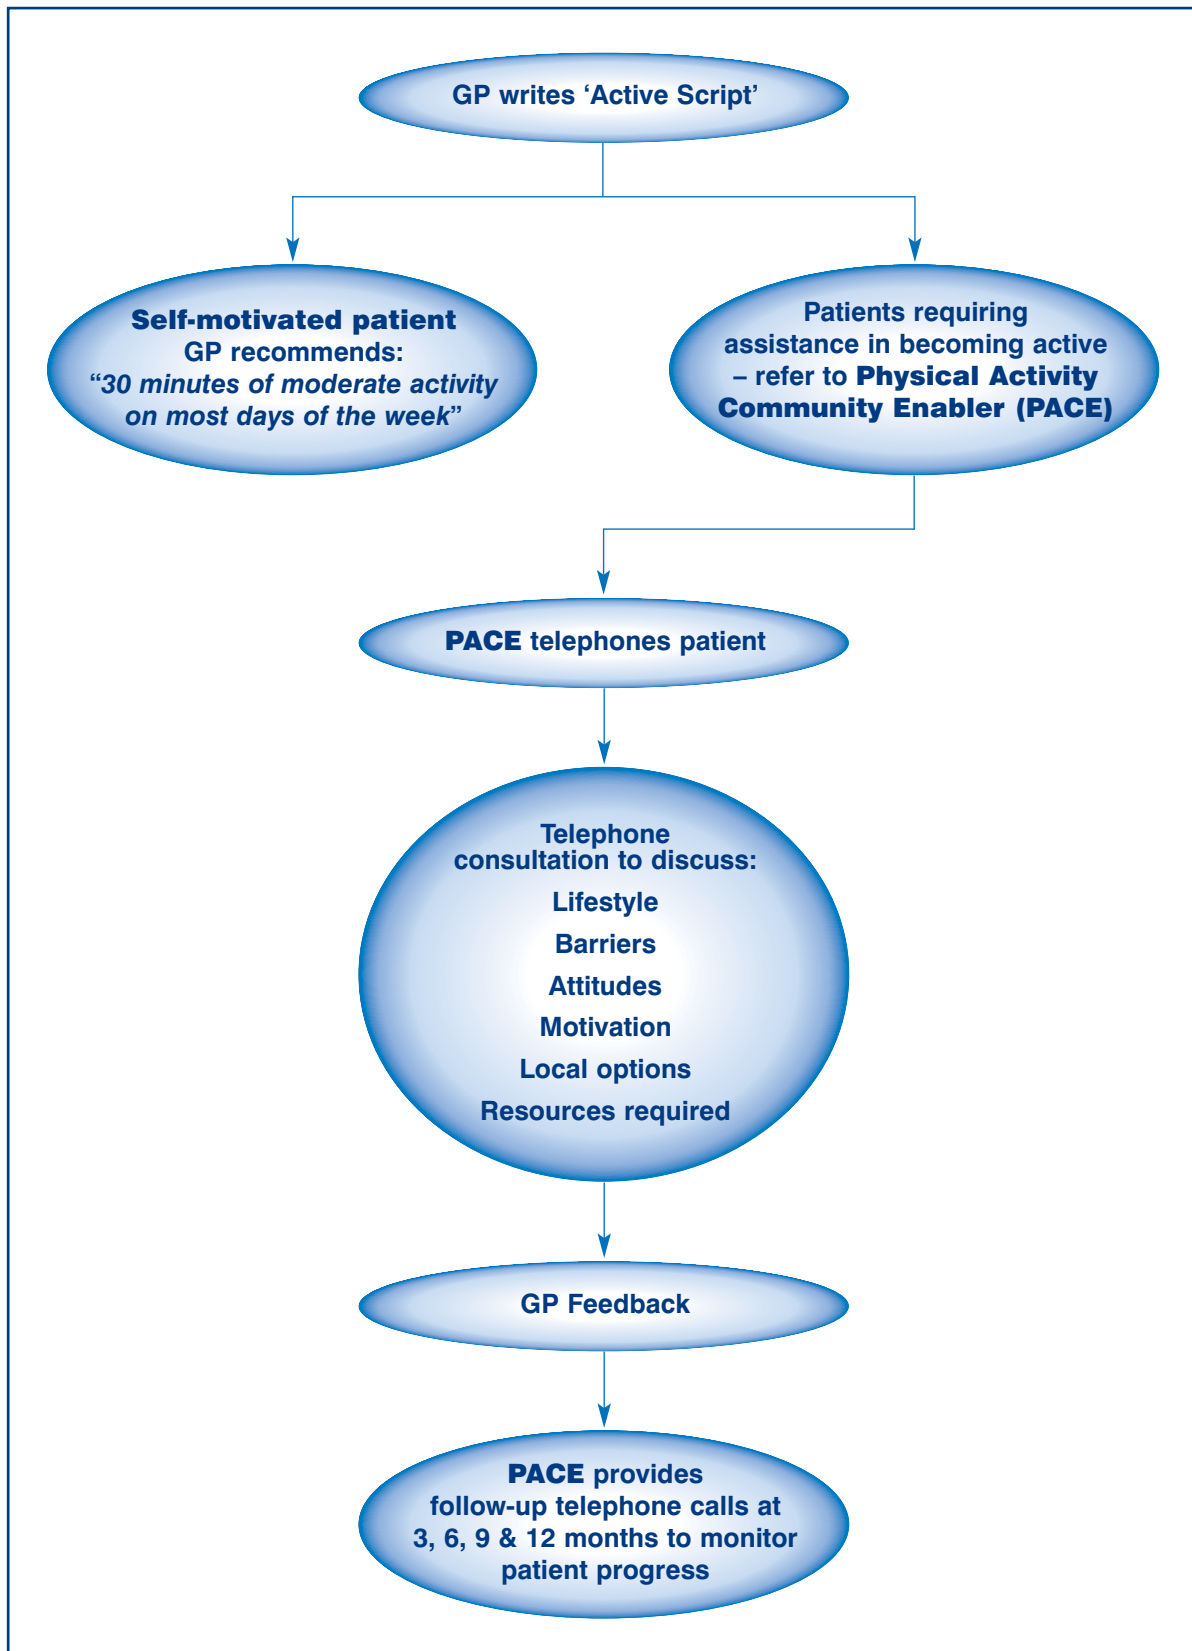 GP writes ‘Active Script’
Self-motivated patient
GP recommends:
“30 minutes of moderate activity
on most days of the week”
Patients requiring
assistance in becoming active
– refer to Physical Activity
Community Enabler (PACE)
PACE telephones patient
Telephone
consultation to discuss:
Lifestyle
Barriers
Attitudes
Motivation
Local options
Resources required
GP Feedback
PACE provides
follow-up telephone calls at
3, 6, 9 & 12 months to monitor
patient progress